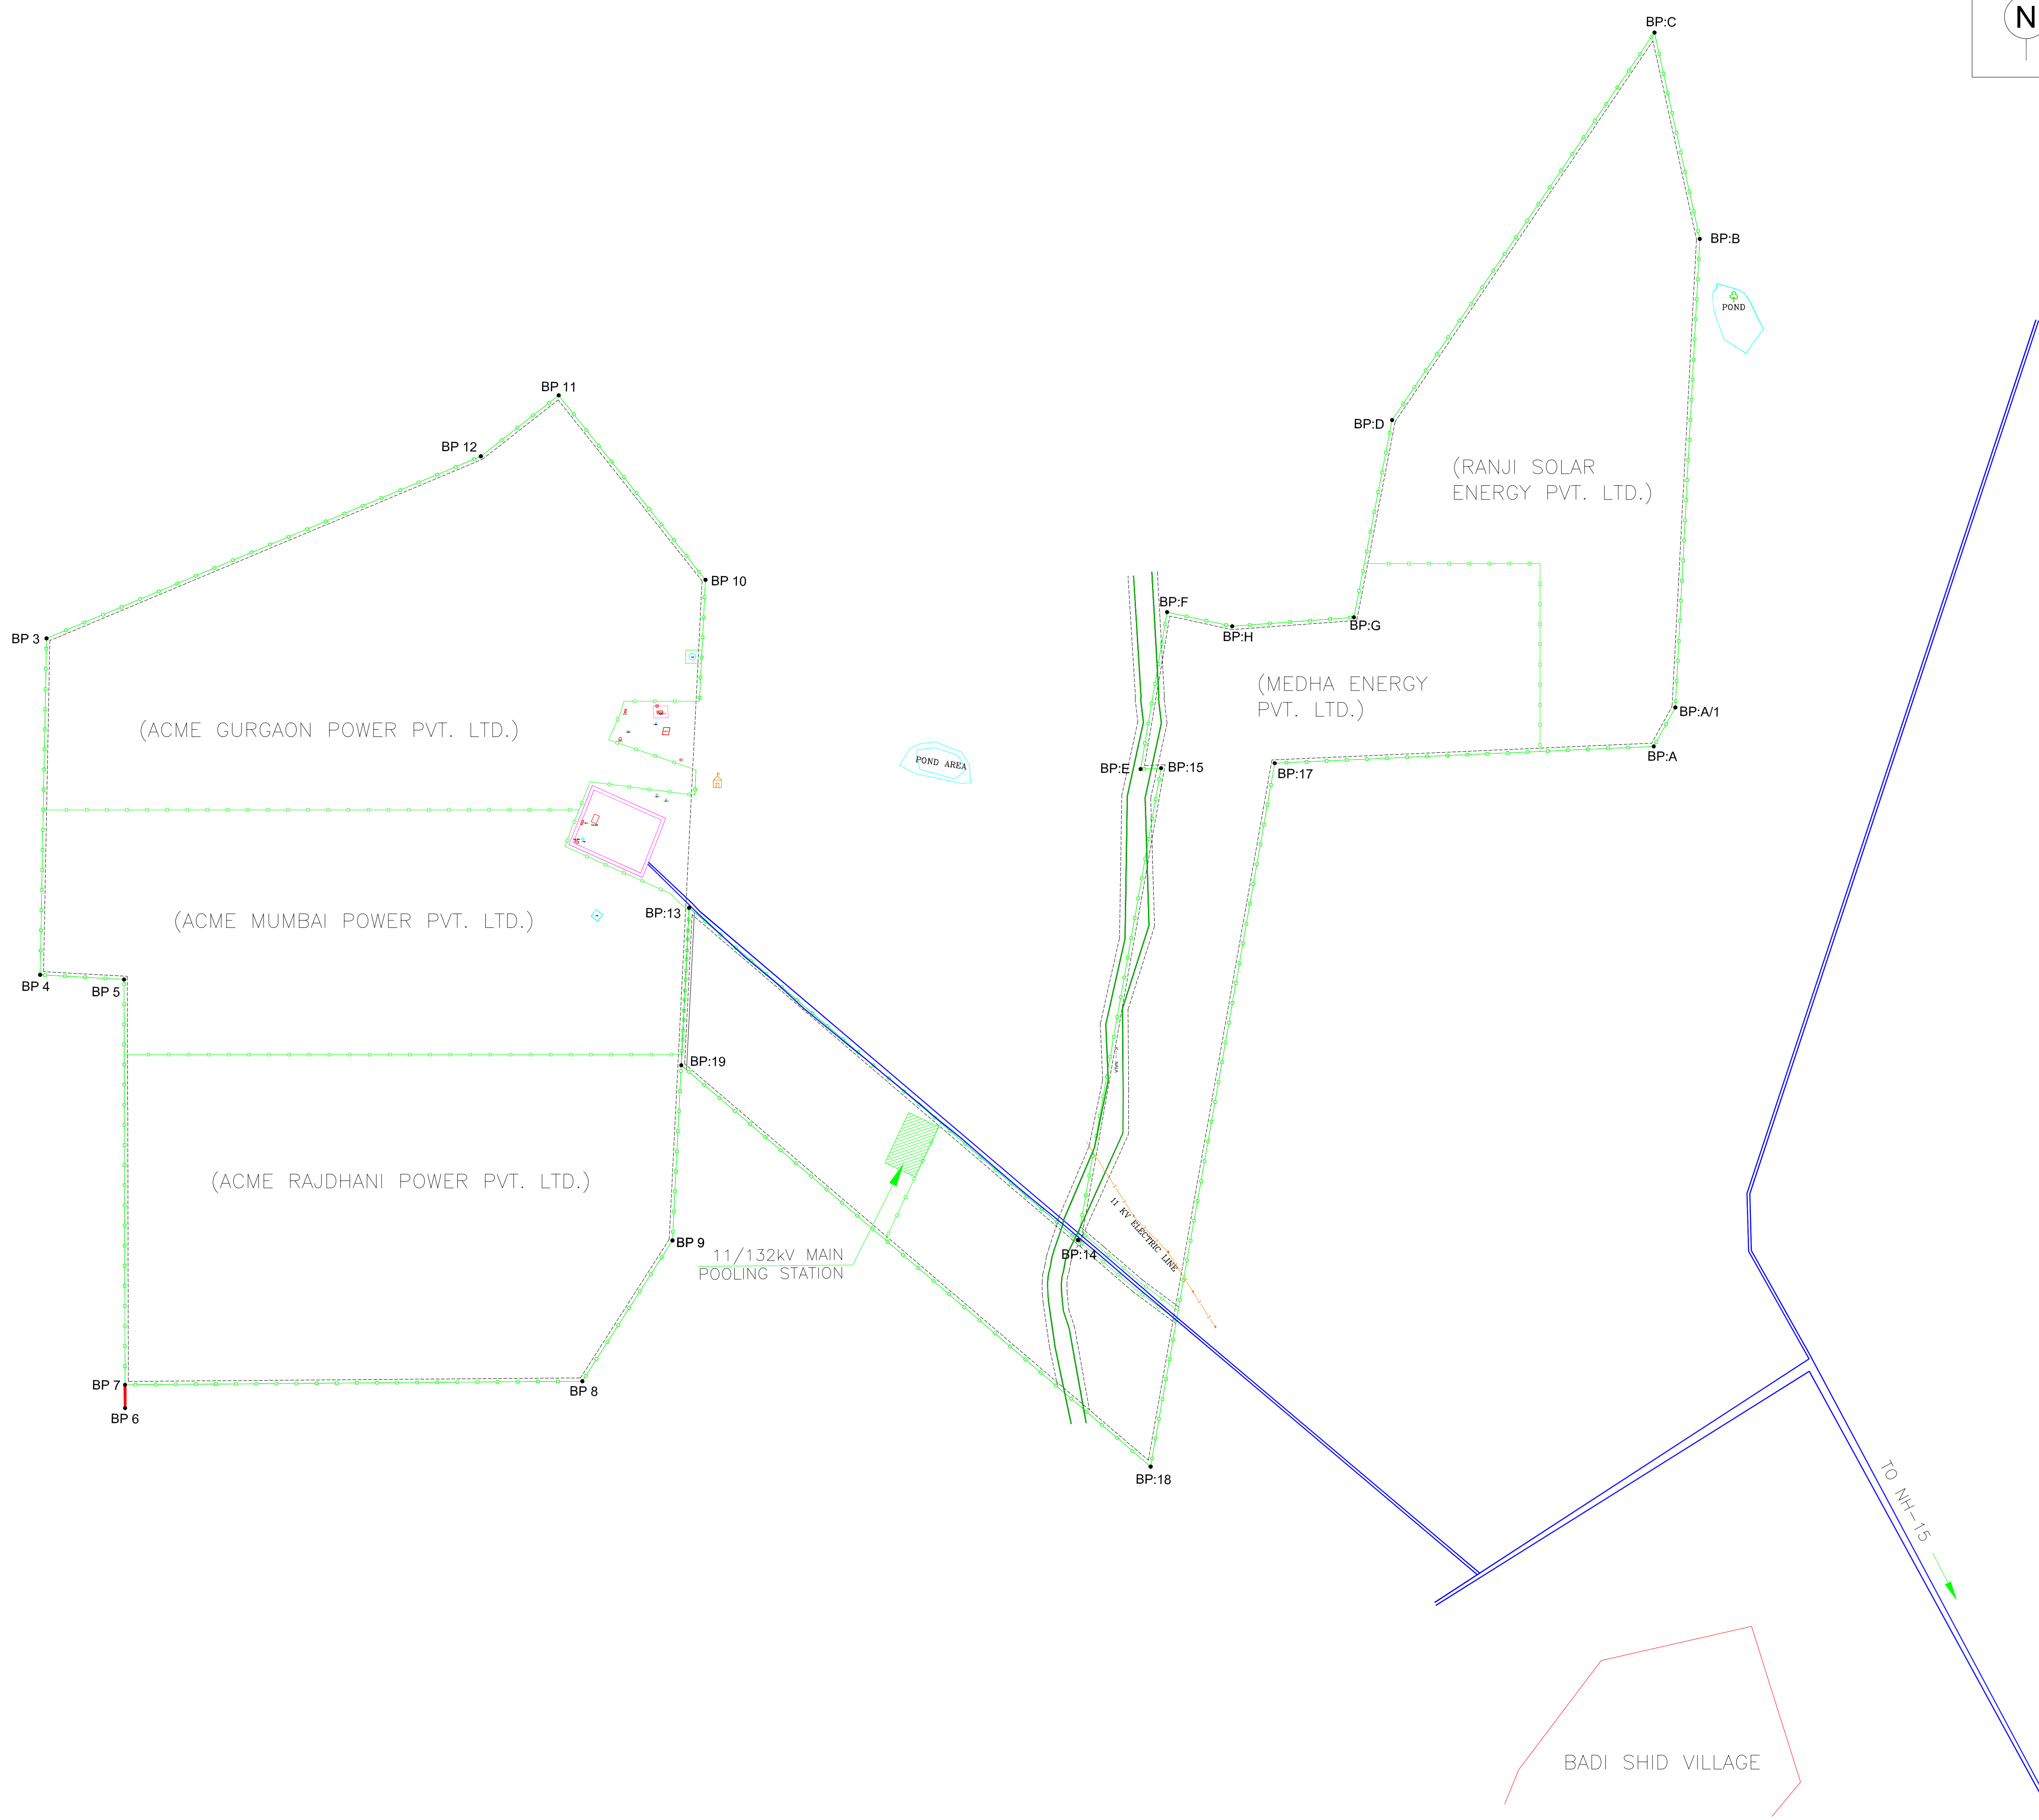 N
BP:C
BP:B
POND
BP 11
BP:D
BP 12
(RANJI SOLAR
ENERGY PVT. LTD.)
BP 10
BP:F
BP:G
BP:H
BP 3
(MEDHA ENERGY
PVT. LTD.)
BP:A/1
(ACME GURGAON POWER PVT. LTD.)
BP:A
POND AREA
BP:E
BP:15
BP:17
BP:13
(ACME MUMBAI POWER PVT. LTD.)
BP 4
BP 5
BP:19
(ACME RAJDHANI POWER PVT. LTD.)
11 KV ELECTRIC LINE
BP 9
11/132kV MAIN
POOLING STATION
BP:14
BP 7
BP 8
BP 6
BP:18
TO NH-15
BADI SHID VILLAGE